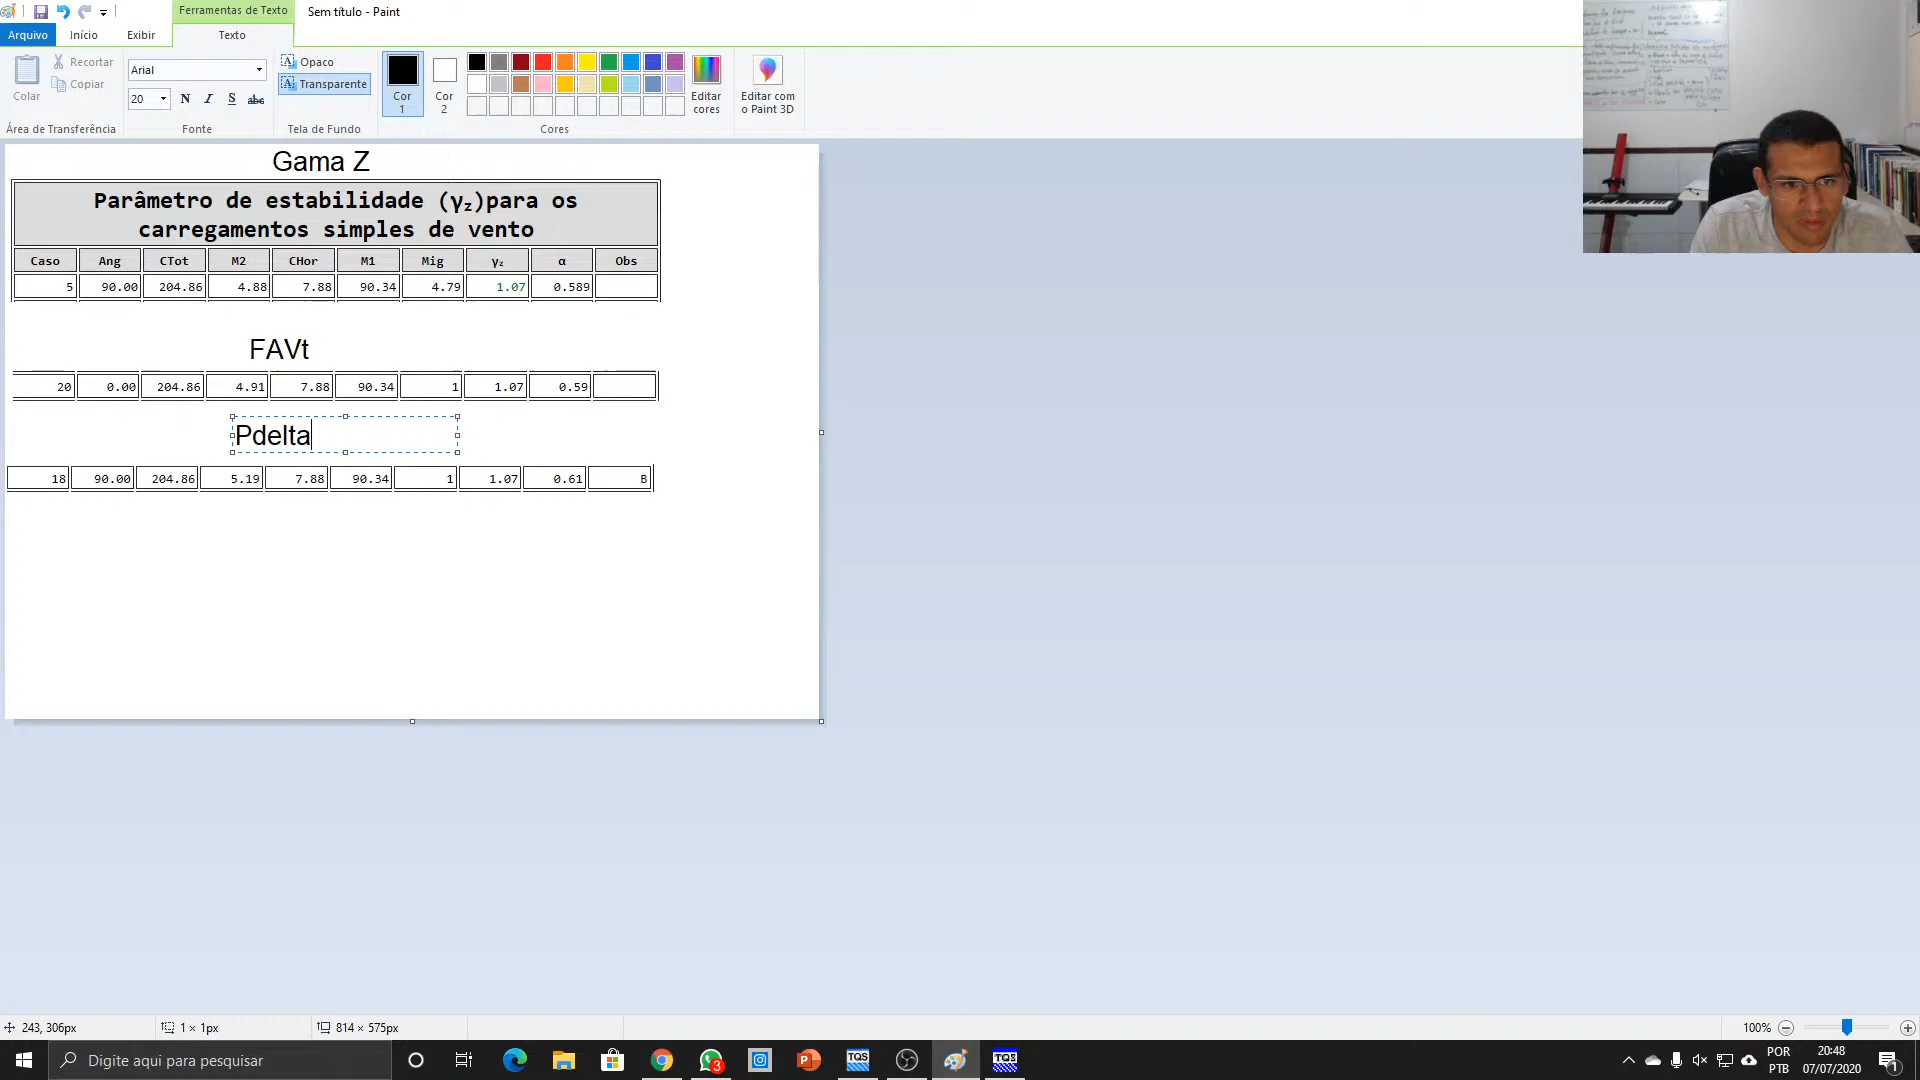 Ferramentas de Texto
Sem título - Paint
Arquivo
Início
Exibir
Texto
Colar
Recortar
Copiar
Área de Transferência
Arial
20
N
I
S
abc
Fonte
Opaco
Transparente
Tela de Fundo
Cor
1
Cor
2
Cores
Editar
cores
Editar com
o Paint 3D
Gama Z
Parâmetro de estabilidade (γz)para os
carregamentos simples de vento
Caso Ang CTot M2 CHor M1 Mig γz α Obs
5 90.00 204.86 4.88 7.88 90.34 4.79 1.07 0.589
FAVt
20 0.00 204.86 4.91 7.88 90.34 1 1.07 0.59
Pdelta
18 90.00 204.86 5.19 7.88 90.34 1 1.07 0.61 B
243, 306px
1 × 1px
814 × 575px
100%
Digite aqui para pesquisar
3
TQS
TQS
POR
PTB
20:48
07/07/2020
1